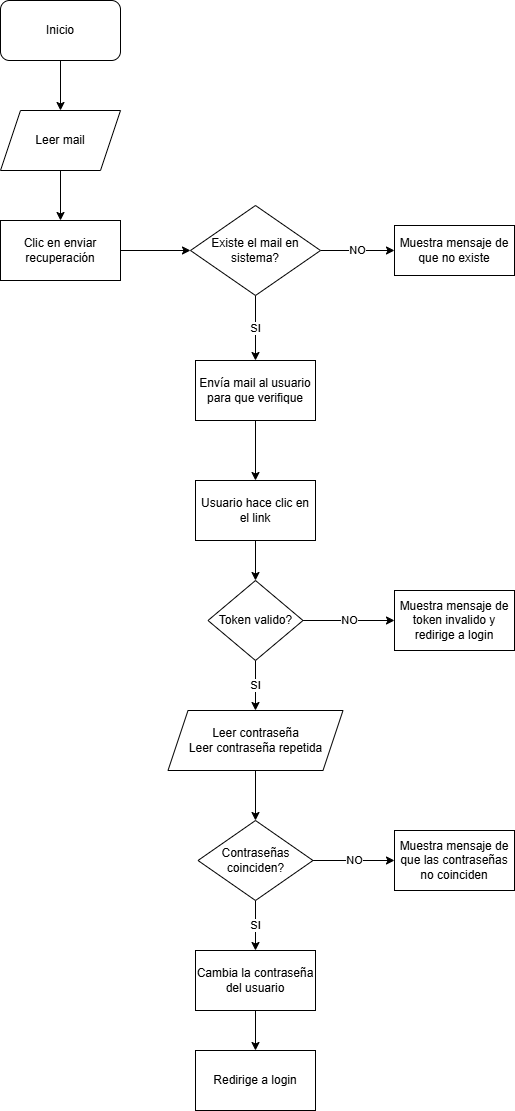 Inicio
Leer mail
Clic en enviar
recuperación
Existe el mail en
sistema?
NO
Muestra mensaje de
que no existe
SI
Envía mail al usuario
para que verifique
Usuario hace clic en
el link
Token valido?
NO
Muestra mensaje de
token invalido y
redirige a login
SI
Leer contraseña
Leer contraseña repetida
Contraseñas
coinciden?
NO
Muestra mensaje de
que las contraseñas
no coinciden
SI
Cambia la contraseña
del usuario
Redirige a login